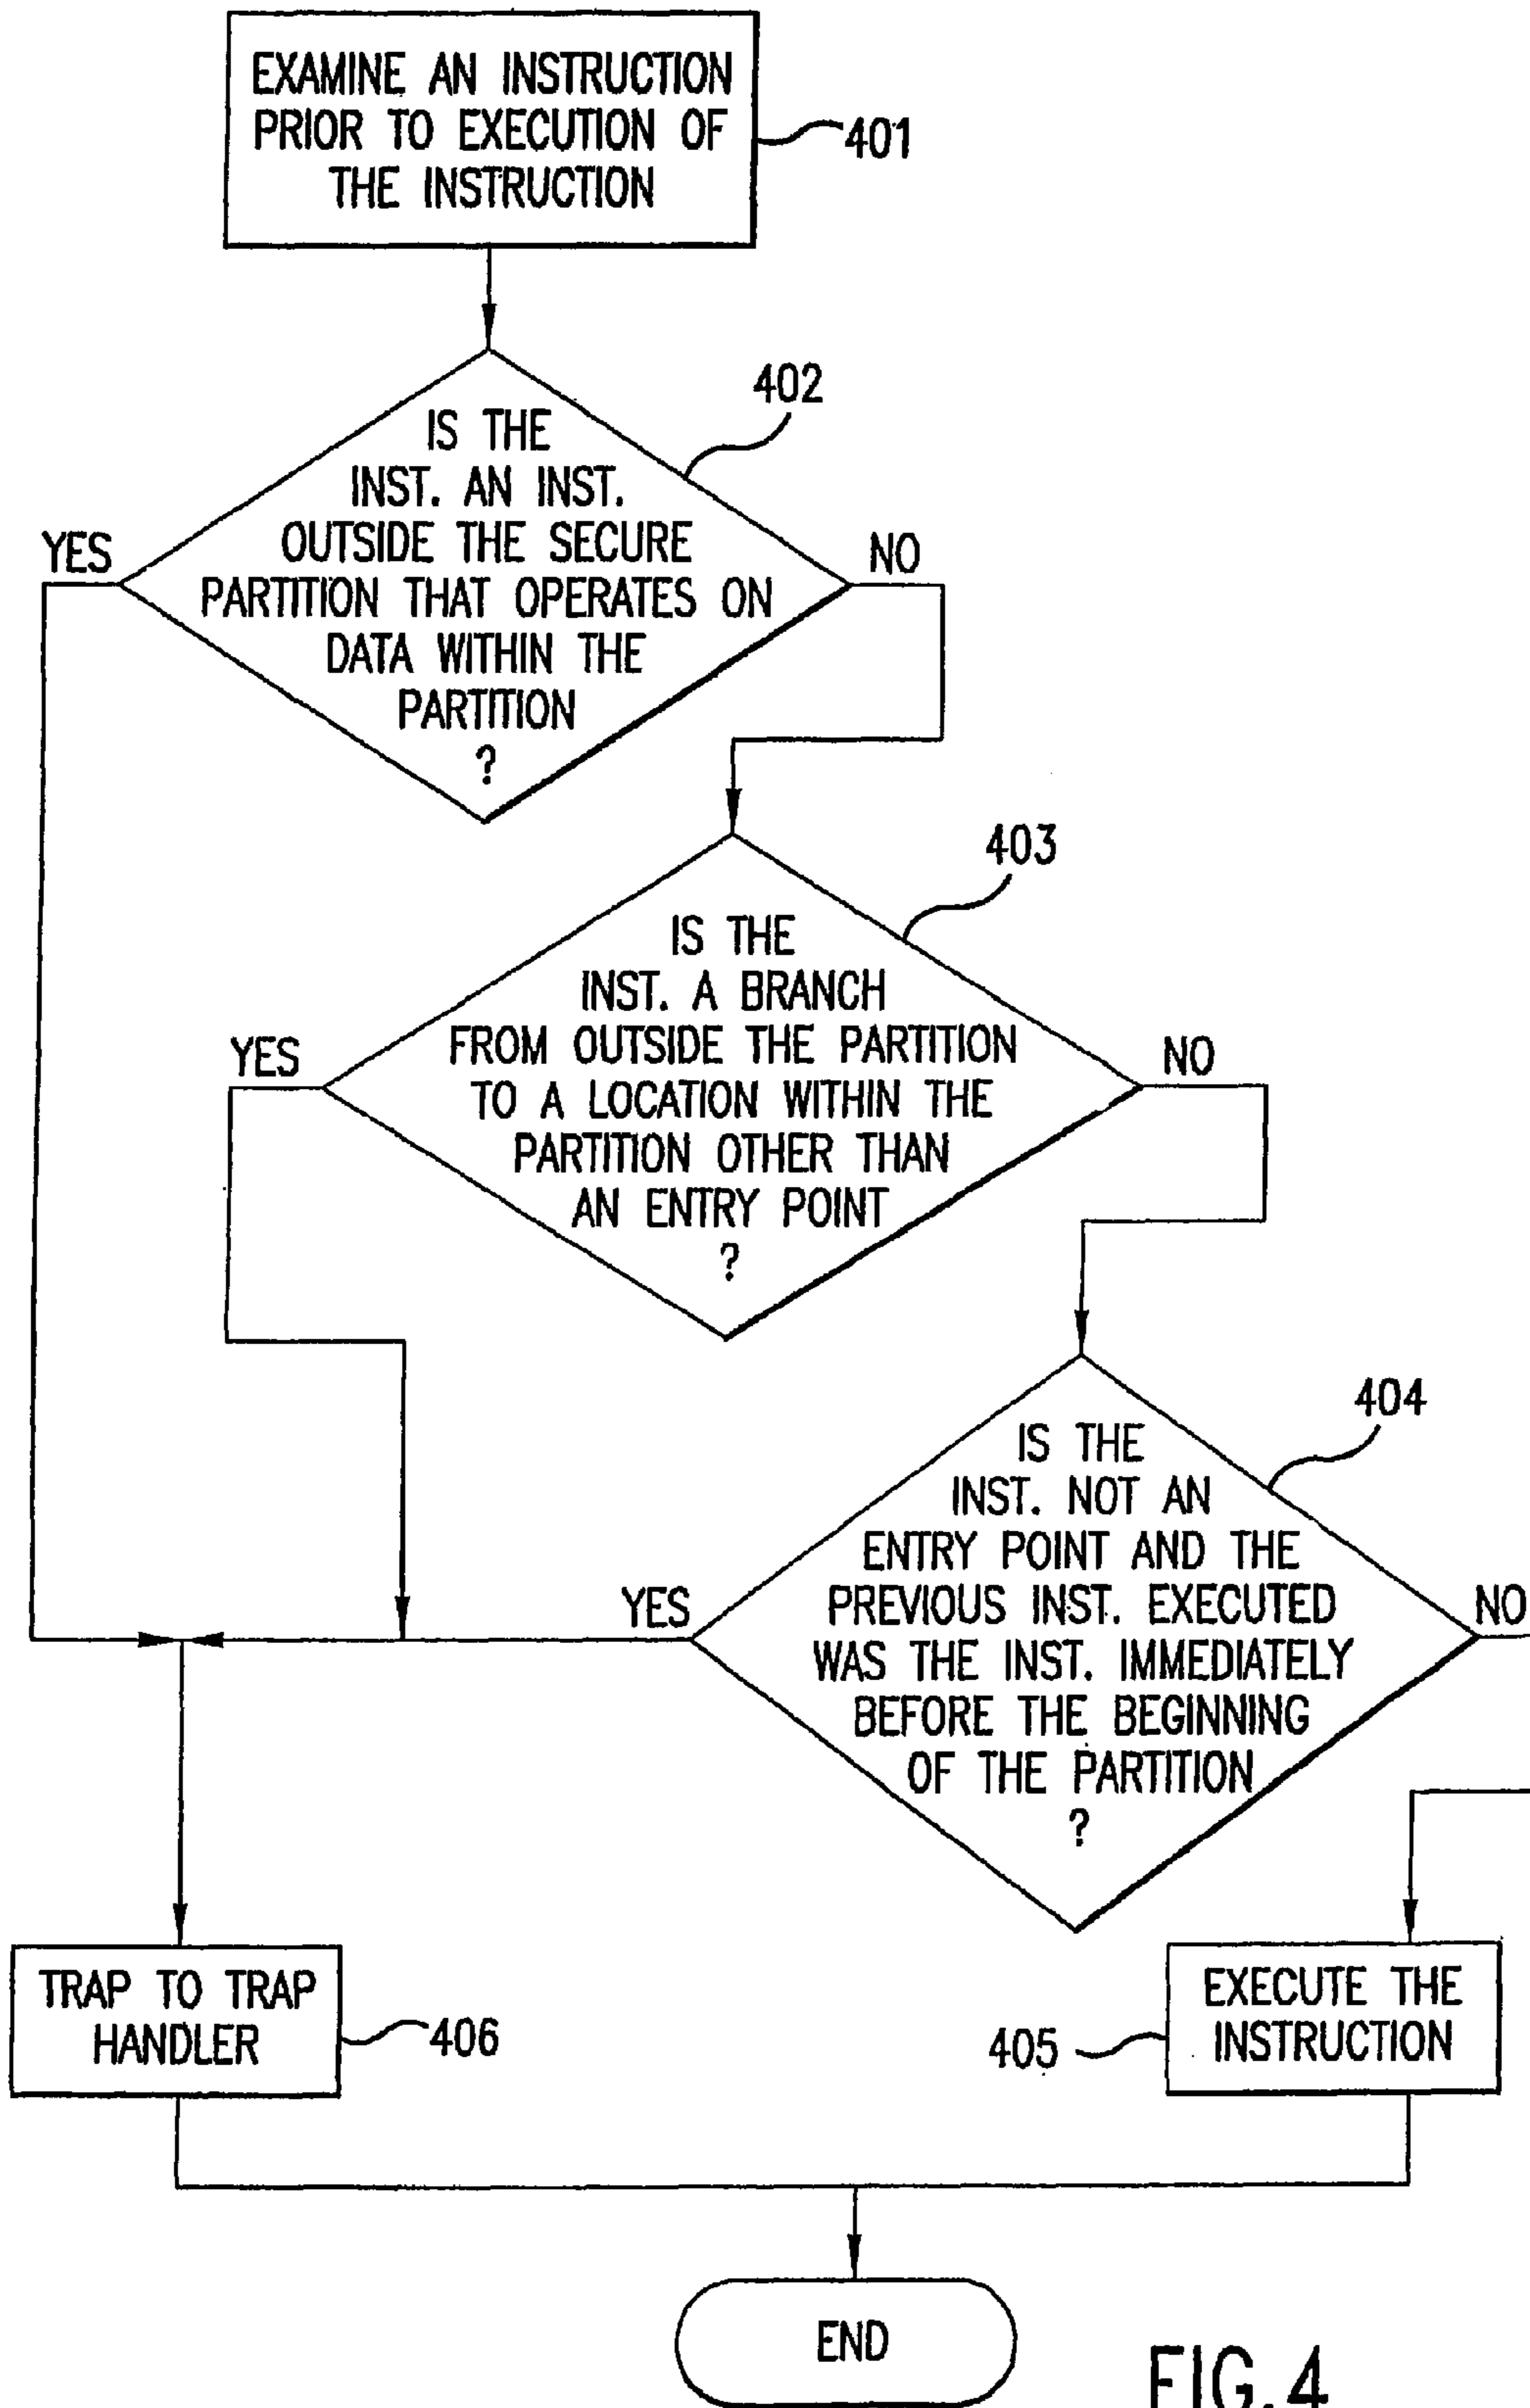 EXAMINE AN INSTRUCTION
PRIOR TO EXECUTION OF
THE INSTRUCTION
401
402
IS THE
INST. AN INST.
OUTSIDE THE SECURE
PARTITION THAT OPERATES ON
DATA WITHIN THE
PARTITION
?
YES
NO
403
IS THE
INST. A BRANCH
FROM OUTSIDE THE PARTITION
TO A LOCATION WITHIN THE
PARTITION OTHER THAN
AN ENTRY POINT
?
YES
NO
404
IS THE
INST. NOT AN
ENTRY POINT AND THE
PREVIOUS INST. EXECUTED
WAS THE INST. IMMEDIATELY
BEFORE THE BEGINNING
OF THE PARTITION
?
YES
NO
TRAP TO TRAP
HANDLER
406
405
EXECUTE THE
INSTRUCTION
END
FIG.4